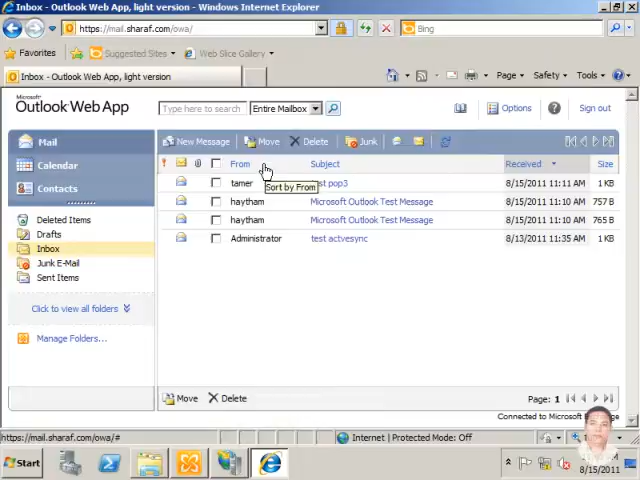 Inbox - Outlook Web App, light version - Windows Internet Explorer
https://mail.sharaf.com/owa/
Bing
Favorites
Suggested Sites
Web Slice Gallery
Inbox - Outlook Web App, light version
Page
Safety
Tools
Microsoft
Outlook Web App
Type here to search
Entire Mailbox
Options
Sign out
Mail
Calendar
Contacts
New Message
Move
Delete
Junk
From
Subject
Received
Size
Sort by From
tamer
pop3
8/15/2011 11:11 AM
1 KB
haytham
Microsoft Outlook Test Message
8/15/2011 11:10 AM
757 B
haytham
Microsoft Outlook Test Message
8/15/2011 11:10 AM
765 B
Administrator
test actvesync
8/13/2011 11:35 AM
1 KB
Deleted Items
Drafts
Inbox
Junk E-Mail
Sent Items
Click to view all folders
Manage Folders...
Move
Delete
Page: 1
Connected to Microsoft
https://mail.sharaf.com/owa/#
Internet | Protected Mode: Off
Start
8/15/2011